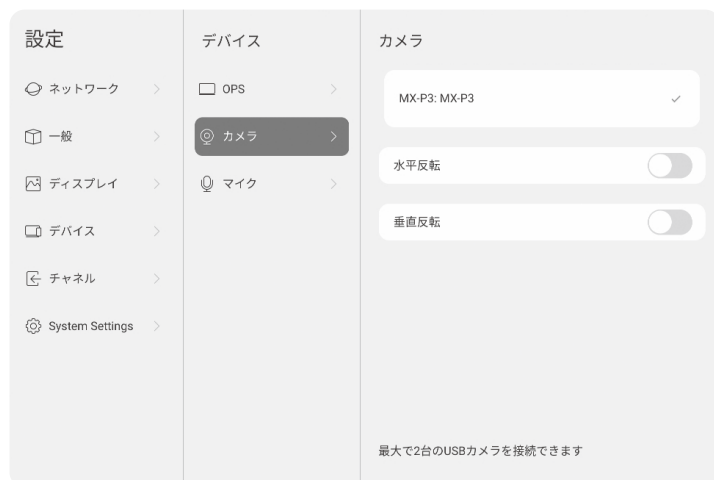 設定
ネットワーク
一般
ディスプレイ
デバイス
チャネル
System Settings
デバイス
OPS
カメラ
マイク
カメラ
MX-P3: MX-P3
水平反転
垂直反転
最大で2台のUSBカメラを接続できます